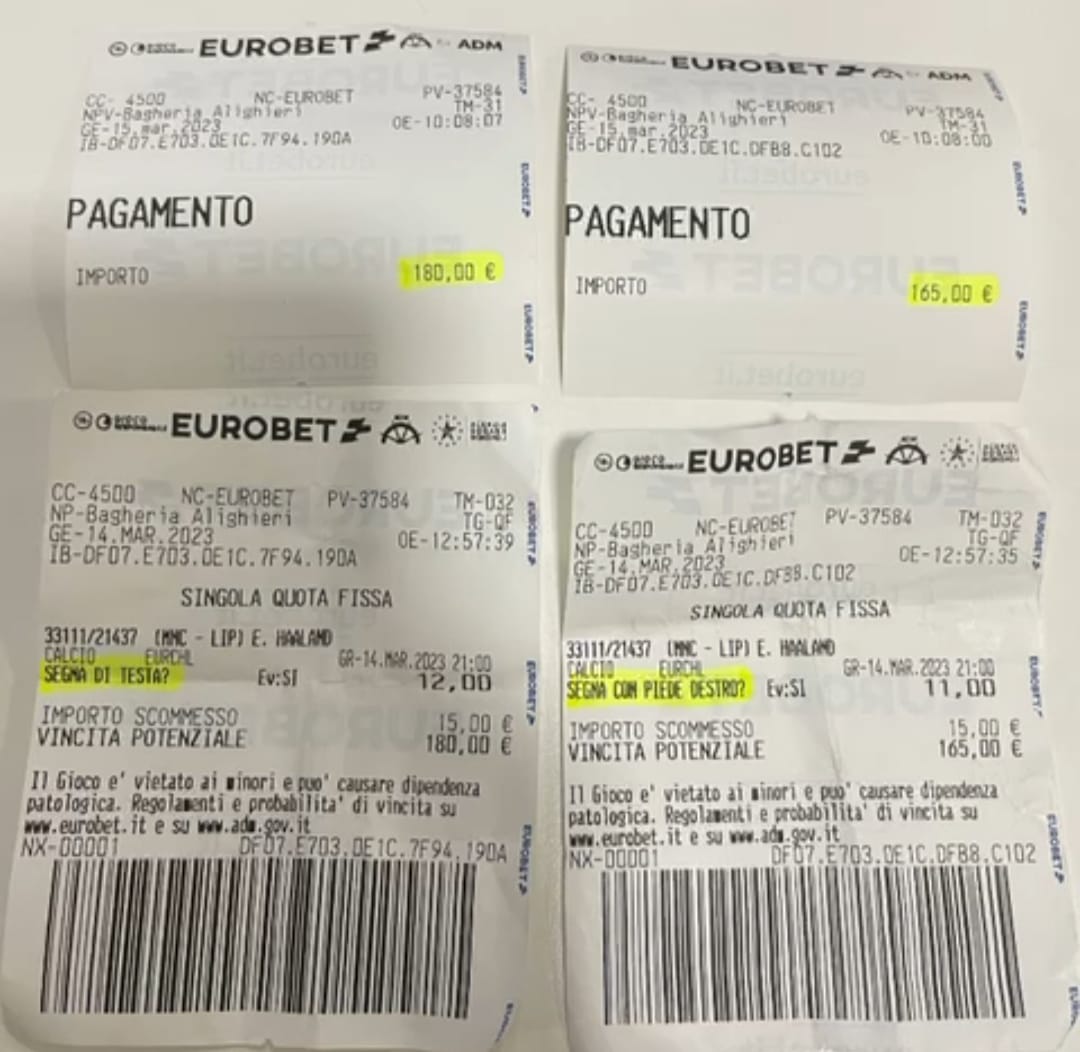 EUROBET ADM
CC- 4500 NC-EUROBET PV-37584
NPV-Bagheria Alighieri TM-31
GE-15.mar.2023 OE-10:08:07
IB-DF07.E703.0E1C.7F94.190A
PAGAMENTO
IMPORTO 180,00 €
EUROBET ADM
CC- 4500 NC-EUROBET PV-37584
NPV-Bagheria Alighieri TM-31
GE-15.mar.2023 OE-10:08:00
IB-DF07.E703.0E1C.DFB8.C102
PAGAMENTO
IMPORTO 165,00 €
EUROBET
CC-4500 NC-EUROBET PV-37584 TM-032
NP-Bagheria Alighieri TG-QF
GE-14.MAR.2023 OE-12:57:39
IB-DF07.E703.0E1C.7F94.190A
SINGOLA QUOTA FISSA
33111/21437 (MNC - LIP) E. HAALAND
CALCIO EURCHL GR-14.MAR.2023 21:00
SEGNA DI TESTA? Ev:SI 12,00
IMPORTO SCOMMESSO 15,00 €
VINCITA POTENZIALE 180,00 €
Il Gioco e' vietato ai minori e puo' causare dipendenza
patologica. Regolamenti e probabilita' di vincita su
www.eurobet.it e su www.adm.gov.it
NX-00001 DF07.E703.0E1C.7F94.190A
EUROBET
CC-4500 NC-EUROBET PV-37584 TM-032
NP-Bagheria Alighieri TG-QF
GE-14.MAR.2023 OE-12:57:35
IB-DF07.E703.0E1C.DFB8.C102
SINGOLA QUOTA FISSA
33111/21437 (MNC - LIP) E. HAALAND
CALCIO EURCHL GR-14.MAR.2023 21:00
SEGNA CON PIEDE DESTRO? Ev:SI 11,00
IMPORTO SCOMMESSO 15,00 €
VINCITA POTENZIALE 165,00 €
Il Gioco e' vietato ai minori e puo' causare dipendenza
patologica. Regolamenti e probabilita' di vincita su
www.eurobet.it e su www.adm.gov.it
NX-00001 DF07.E703.0E1C.DFB8.C102